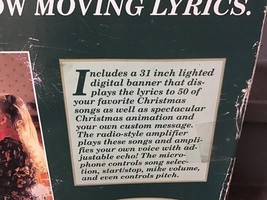 OW MOVING LYRICS.
Includes a 31 inch lighted
digital banner that dis-
plays the lyrics to 50 of
your favorite Christmas
songs as well as spectacular
Christmas animation and
your own custom message.
The radio-style amplifier
plays these songs and ampli-
fies your own voice with ad-
justable echo! The micro-
phone controls song selec-
tion, start/stop, mike volume,
and even controls pitch.